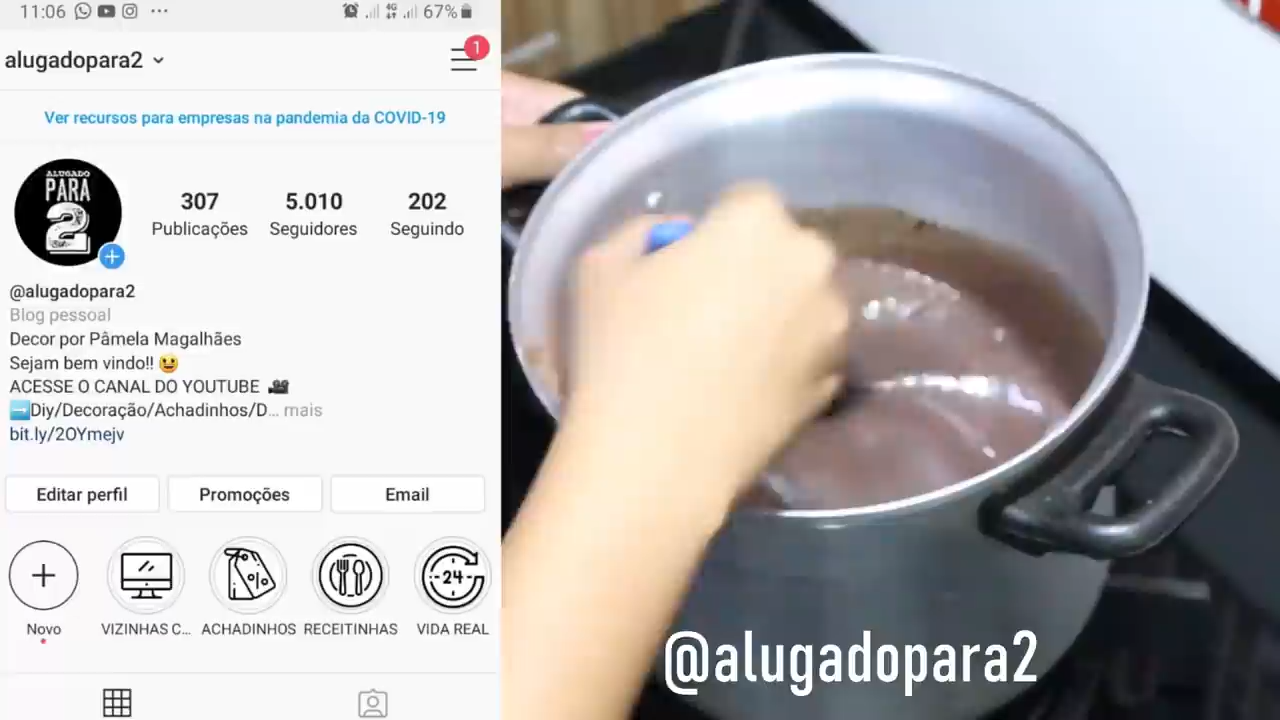 11:06
4G
67%
alugadopara2
1
Ver recursos para empresas na pandemia da COVID-19
ALUGADO
PARA
2
307
5.010
202
Publicações
Seguidores
Seguindo
@alugadopara2
Blog pessoal
Decor por Pâmela Magalhães
Sejam bem vindo!! 😃
ACESSE O CANAL DO YOUTUBE 🎥
➡️Diy/Decoração/Achadinhos/D... mais
bit.ly/2OYmejv
Editar perfil
Promoções
Email
24
Novo
VIZINHAS C...
ACHADINHOS
RECEITINHAS
VIDA REAL
@alugadopara2